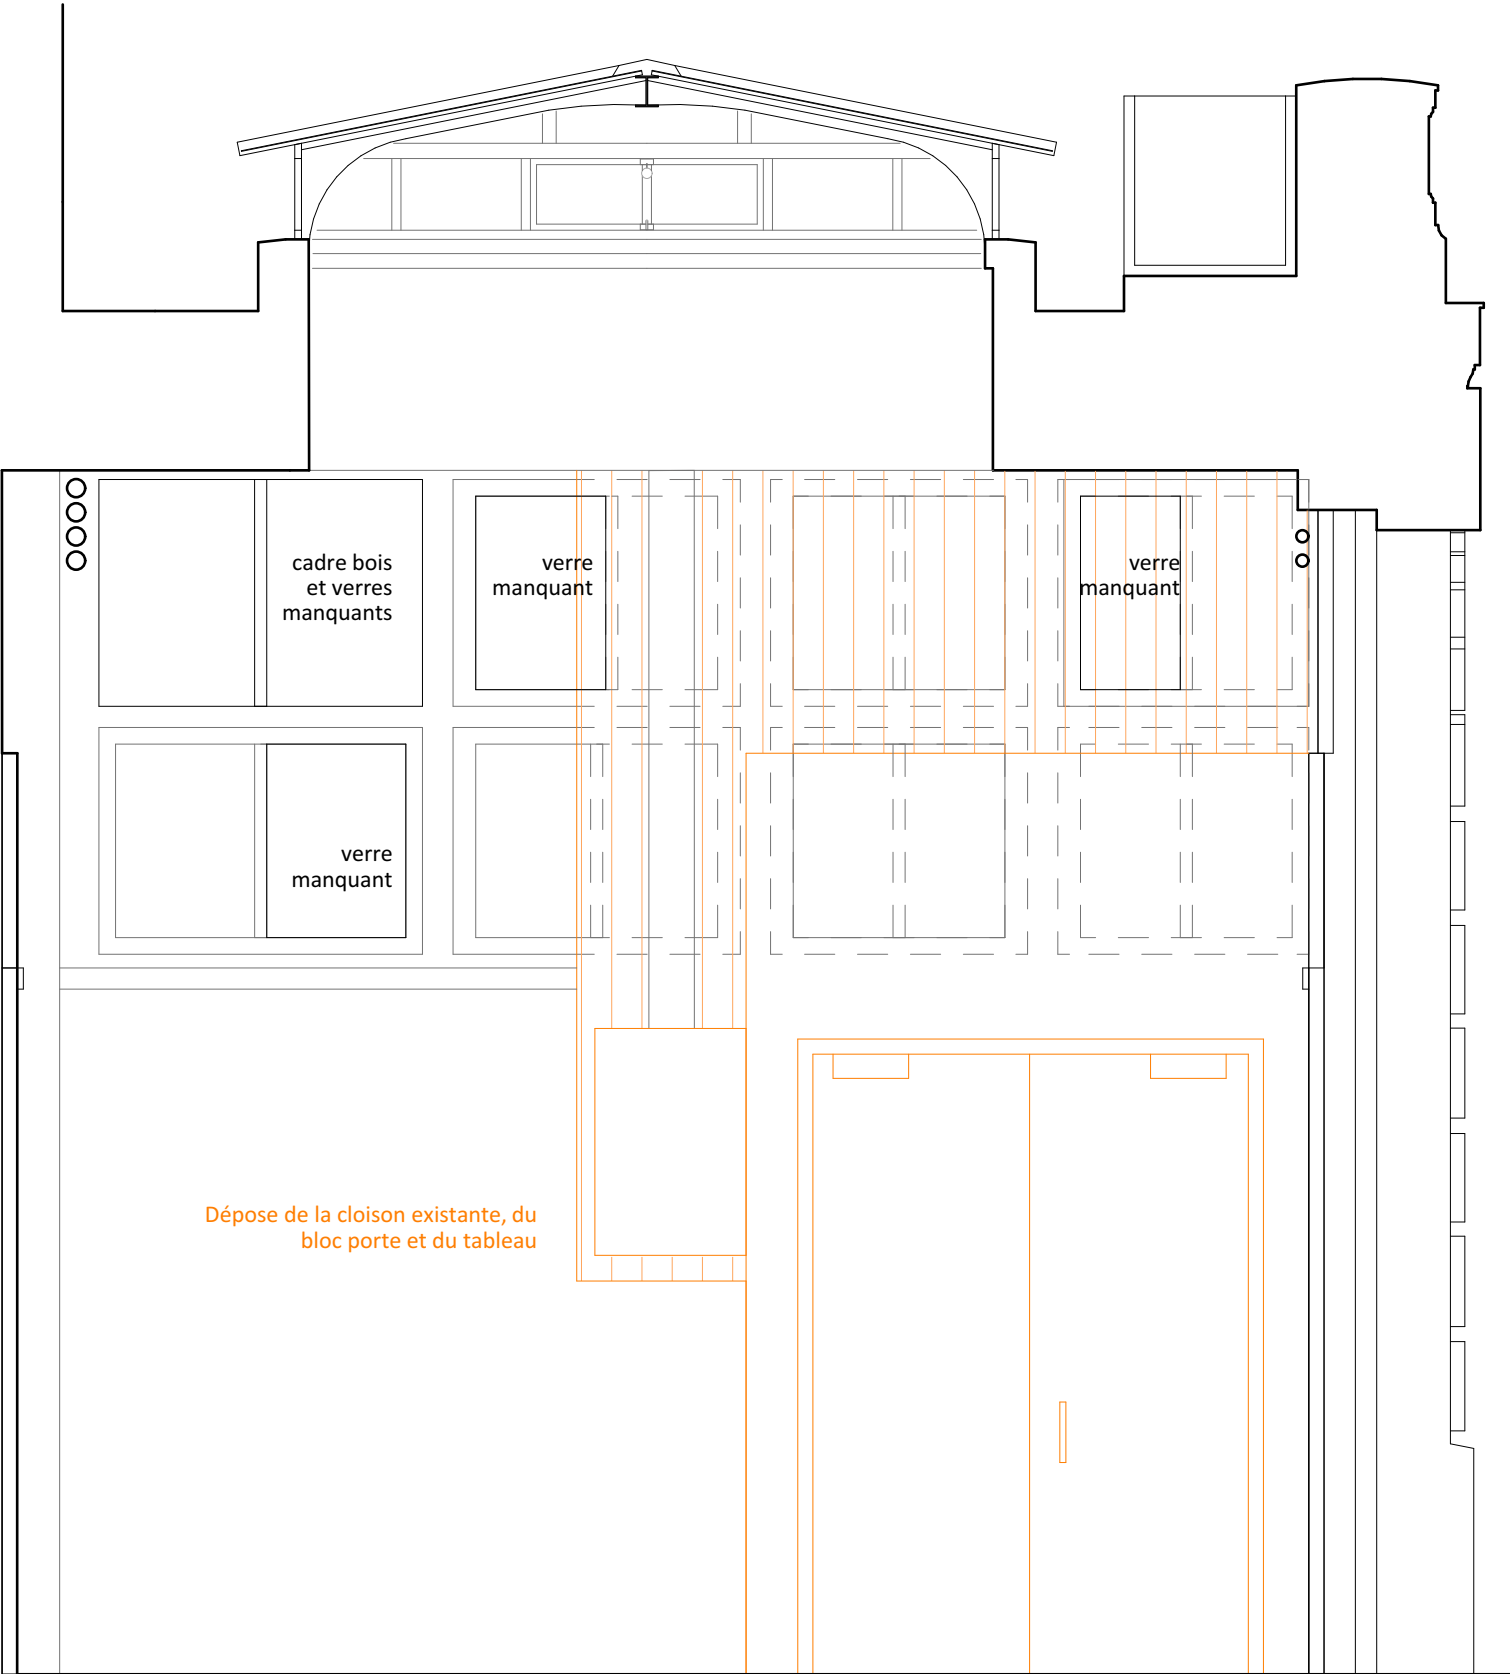 cadre bois
et verres
manquants
verre
manquant
verre
manquant
verre
manquant
Dépose de la cloison existante, du
bloc porte et du tableau